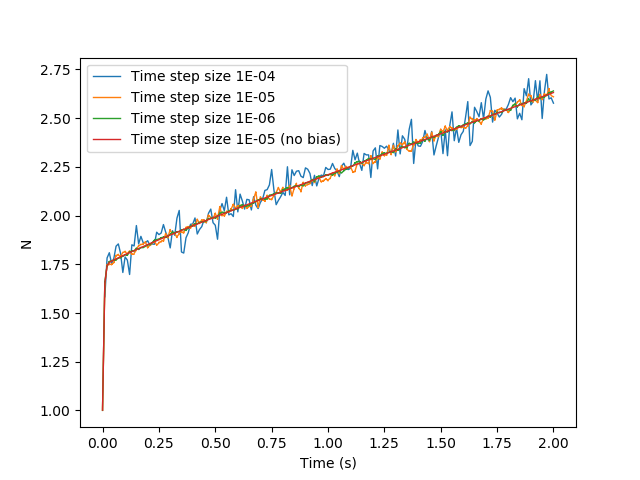 2.75
2.50
2.25
2.00
1.75
1.50
1.25
1.00
N
Time step size 1E-04
Time step size 1E-05
Time step size 1E-06
Time step size 1E-05 (no bias)
0.00 0.25 0.50 0.75 1.00 1.25 1.50 1.75 2.00
Time (s)